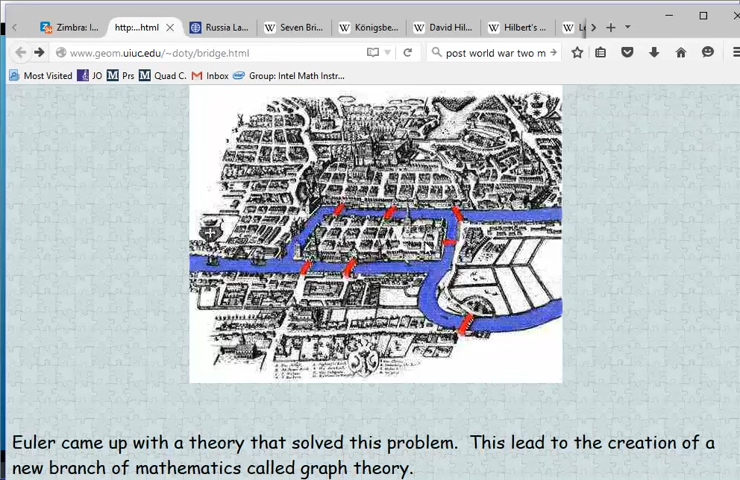 Zimbra: I...
http:...html
Russia La...
Seven Bri...
Königsbe...
David Hil...
Hilbert's ...
www.geom.uiuc.edu/~doty/bridge.html
post world war two m
Most Visited
JO
Prs
Quad C.
Inbox
Group: Intel Math Instr...
Euler came up with a theory that solved this problem. This lead to the creation of a
new branch of mathematics called graph theory.